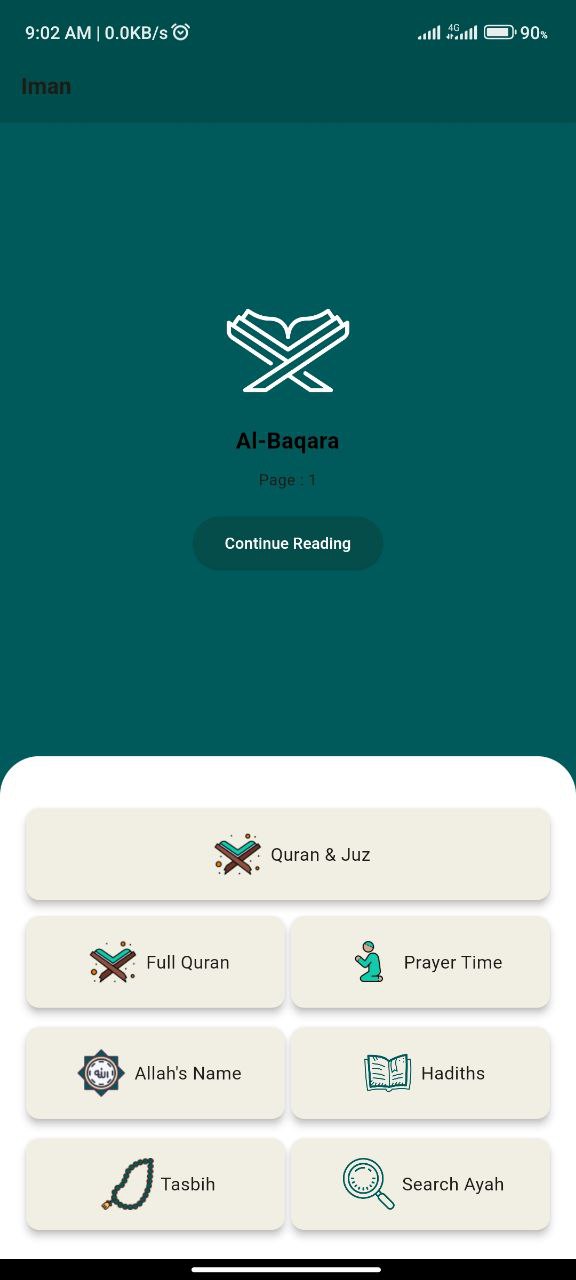 9:02 AM | 0.0KB/s 4G 90%
Iman
Al-Baqara
Page : 1
Continue Reading
Quran & Juz
Full Quran
Prayer Time
الله
Allah's Name
Hadiths
Tasbih
Search Ayah